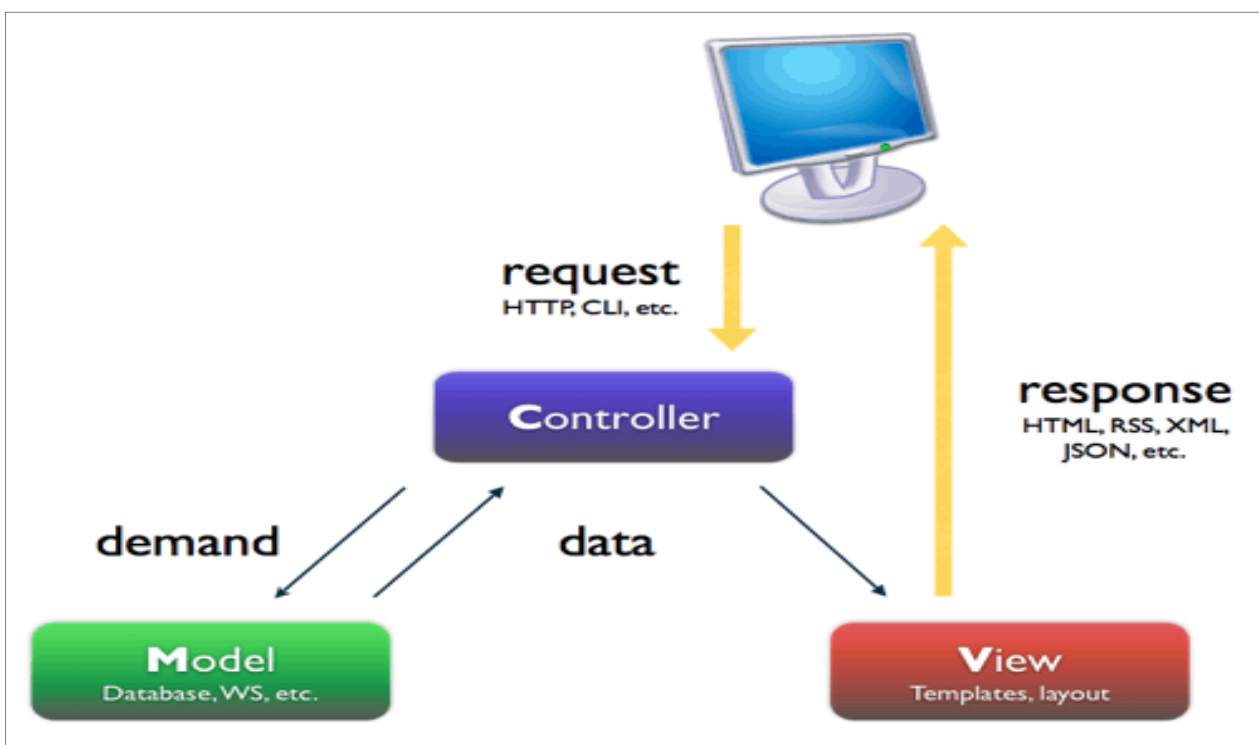 request
HTTP, CLI, etc.
Controller
response
HTML, RSS, XML,
JSON, etc.
demand
data
Model
Database, WS, etc.
View
Templates, layout